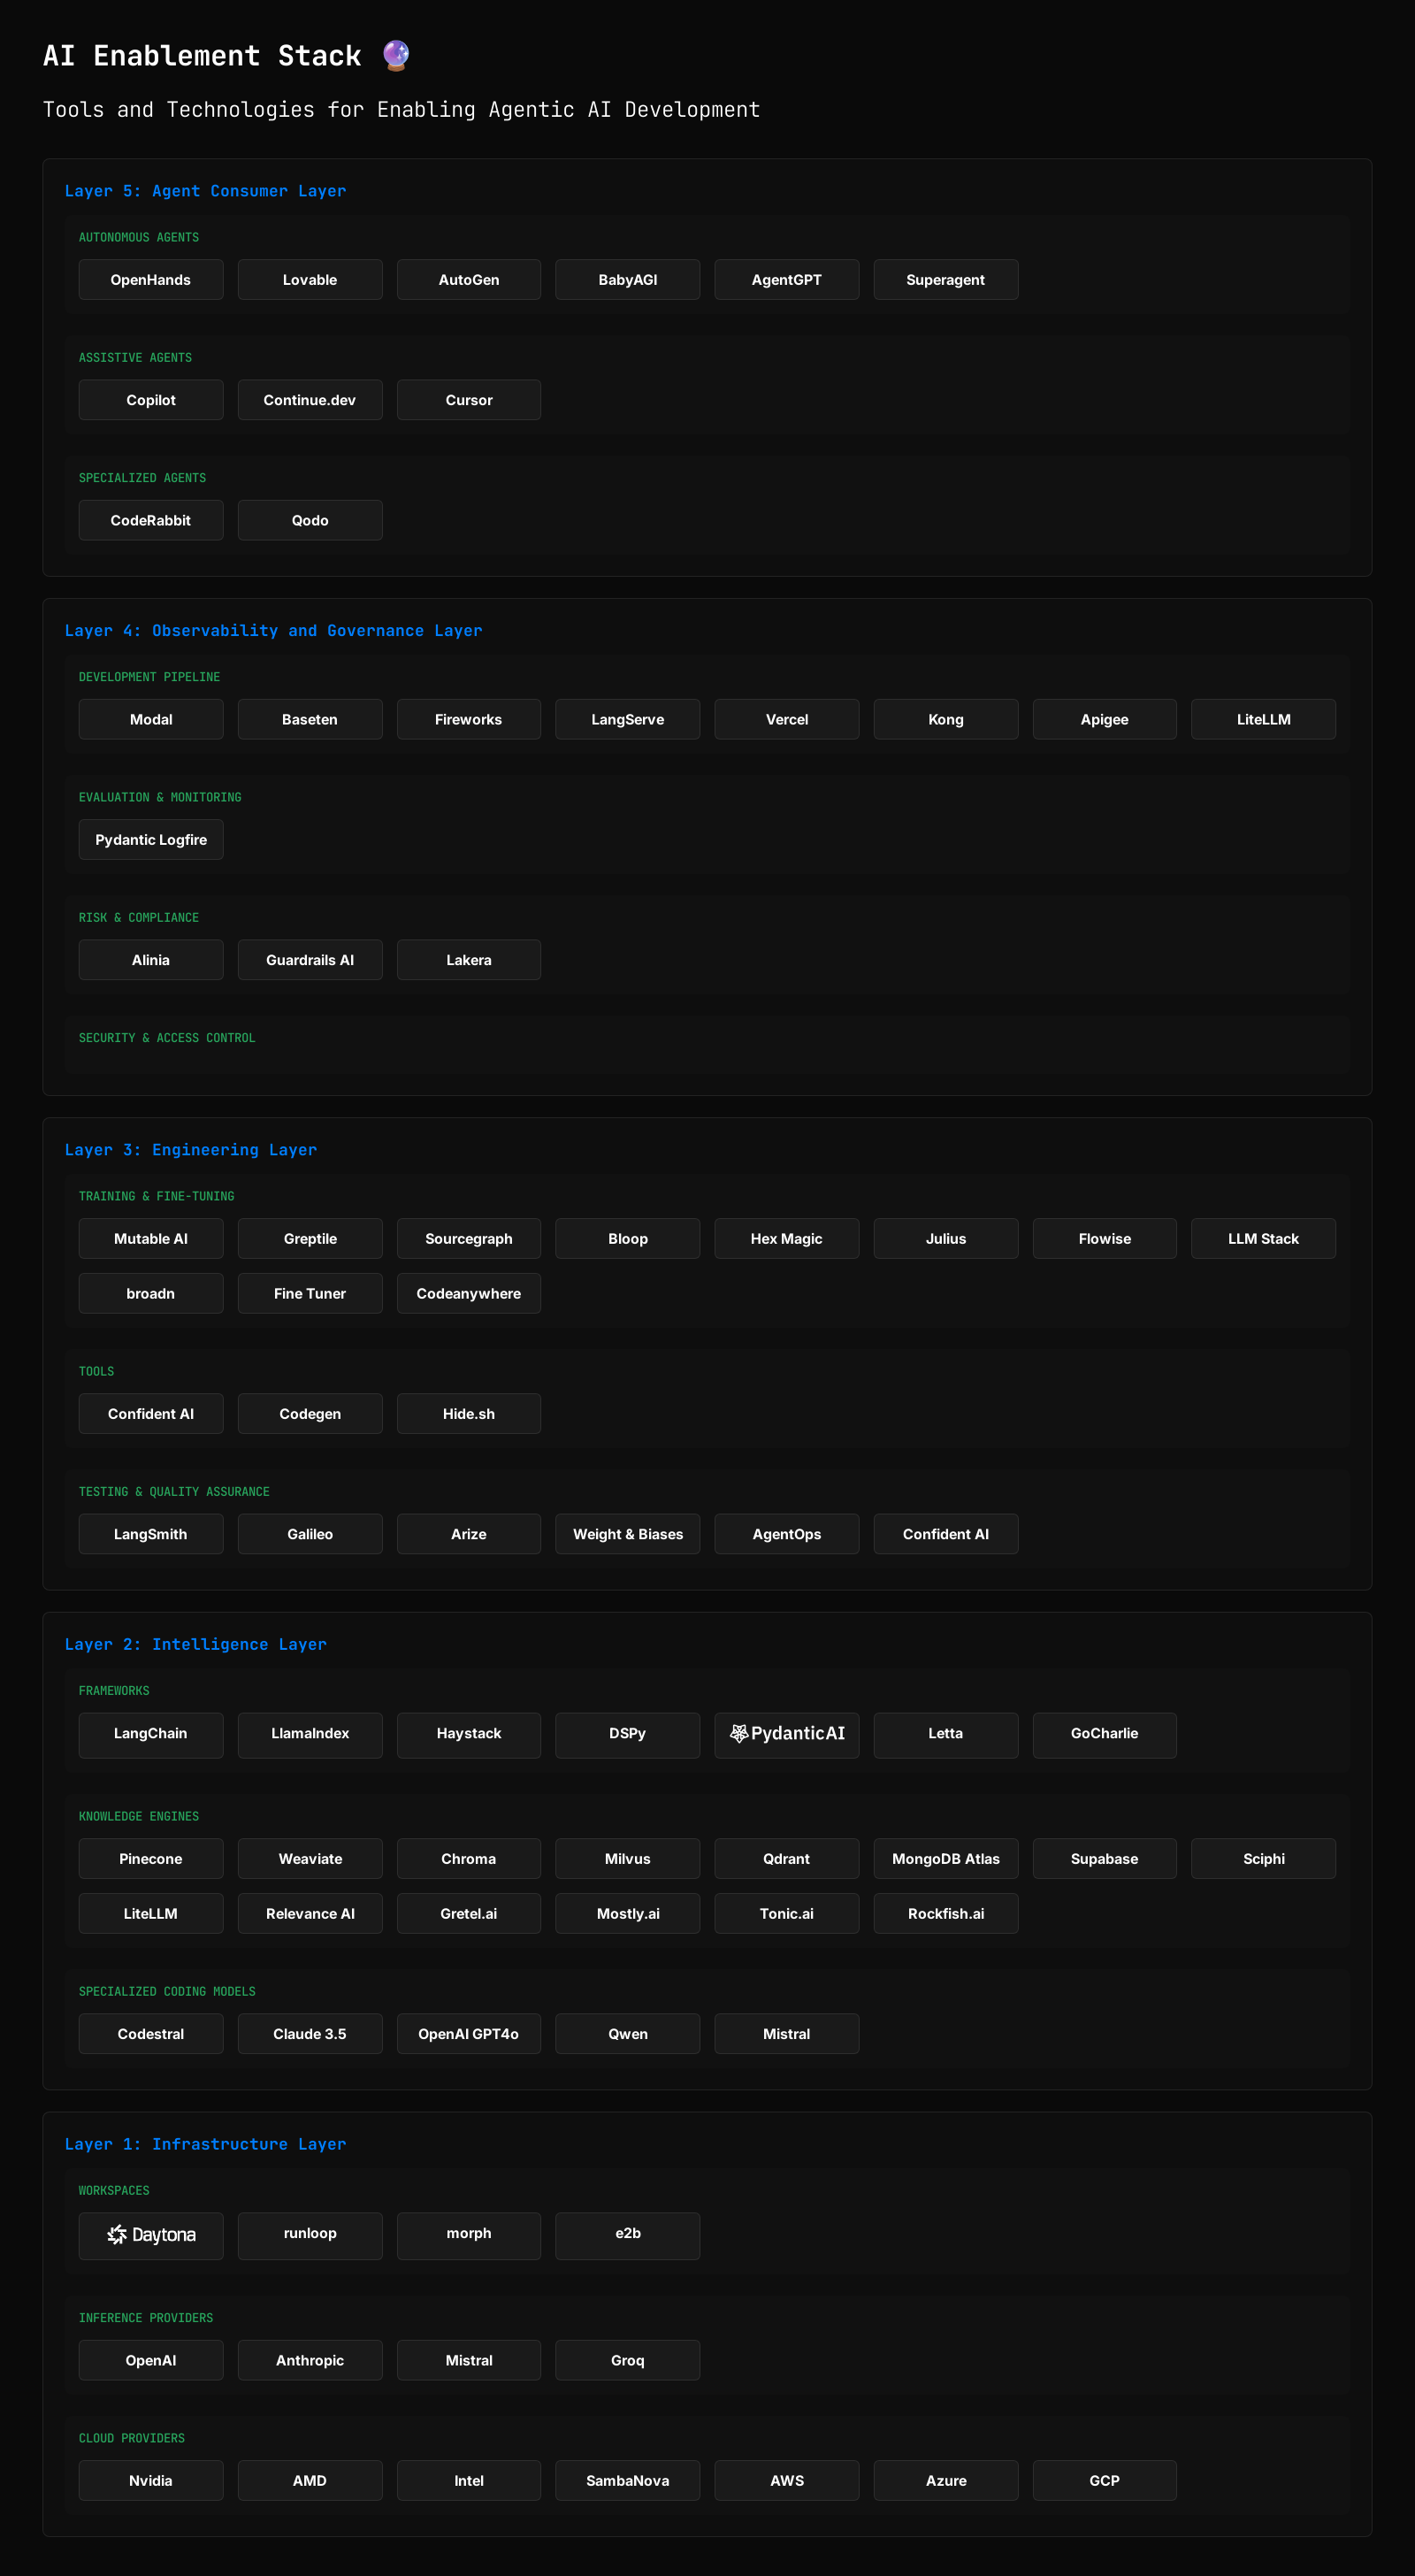 AI Enablement Stack 🔮
Tools and Technologies for Enabling Agentic AI Development
Layer 5: Agent Consumer Layer
AUTONOMOUS AGENTS
OpenHands Lovable AutoGen BabyAGI AgentGPT Superagent
ASSISTIVE AGENTS
Copilot Continue.dev Cursor
SPECIALIZED AGENTS
CodeRabbit Qodo
Layer 4: Observability and Governance Layer
DEVELOPMENT PIPELINE
Modal Baseten Fireworks LangServe Vercel Kong Apigee LiteLLM
EVALUATION & MONITORING
Pydantic Logfire
RISK & COMPLIANCE
Alinia Guardrails AI Lakera
SECURITY & ACCESS CONTROL
Layer 3: Engineering Layer
TRAINING & FINE-TUNING
Mutable AI Greptile Sourcegraph Bloop Hex Magic Julius Flowise LLM Stack
broadn Fine Tuner Codeanywhere
TOOLS
Confident AI Codegen Hide.sh
TESTING & QUALITY ASSURANCE
LangSmith Galileo Arize Weight & Biases AgentOps Confident AI
Layer 2: Intelligence Layer
FRAMEWORKS
LangChain LlamaIndex Haystack DSPy PydanticAI Letta GoCharlie
KNOWLEDGE ENGINES
Pinecone Weaviate Chroma Milvus Qdrant MongoDB Atlas Supabase Sciphi
LiteLLM Relevance AI Gretel.ai Mostly.ai Tonic.ai Rockfish.ai
SPECIALIZED CODING MODELS
Codestral Claude 3.5 OpenAI GPT4o Qwen Mistral
Layer 1: Infrastructure Layer
WORKSPACES
Daytona runloop morph e2b
INFERENCE PROVIDERS
OpenAI Anthropic Mistral Groq
CLOUD PROVIDERS
Nvidia AMD Intel SambaNova AWS Azure GCP